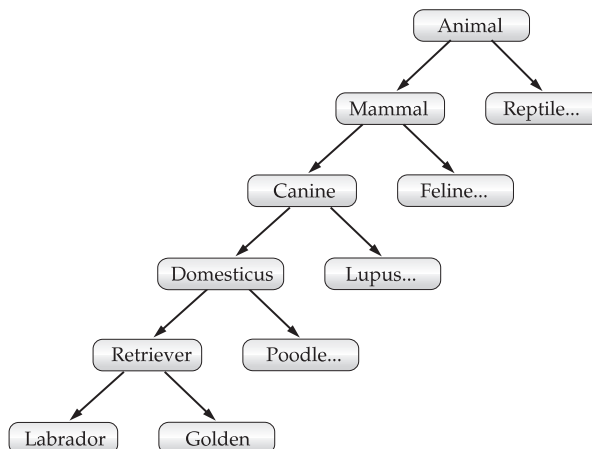 Animal
Mammal
Reptile...
Canine
Feline...
Domesticus
Lupus...
Retriever
Poodle...
Labrador
Golden